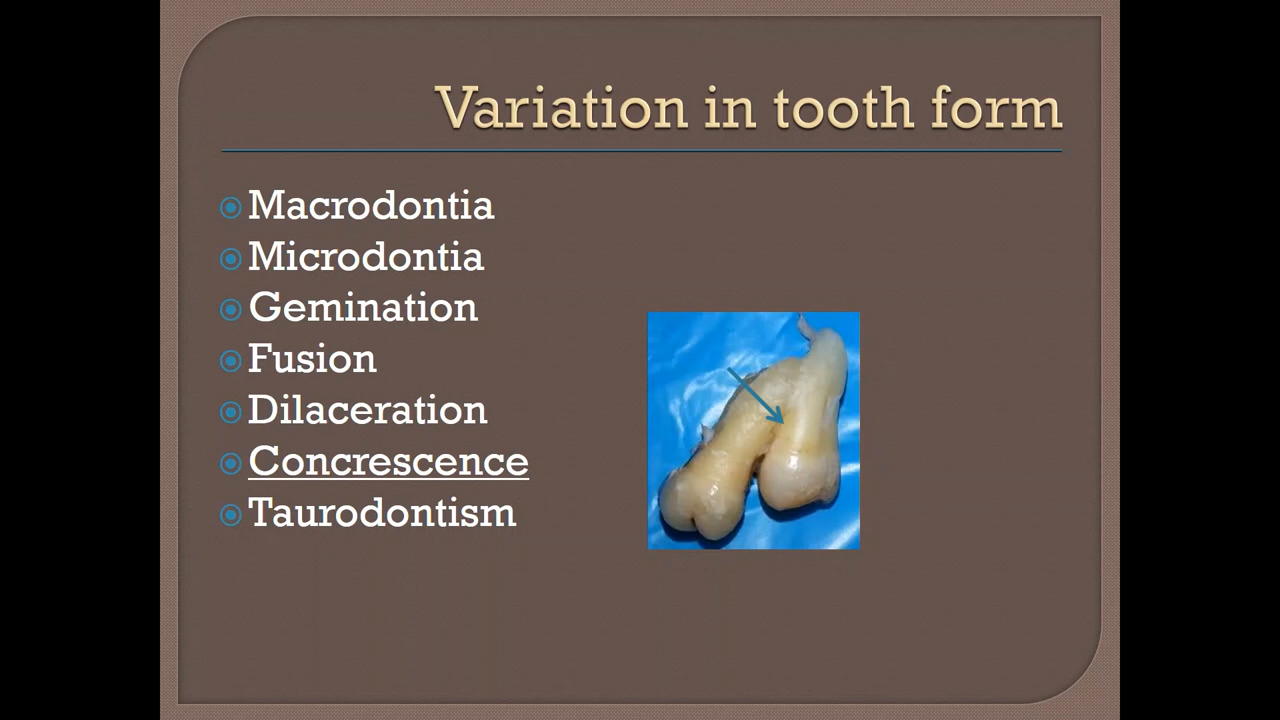 Variation in tooth form
Macrodontia
Microdontia
Gemination
Fusion
Dilaceration
Concrescence
Taurodontism